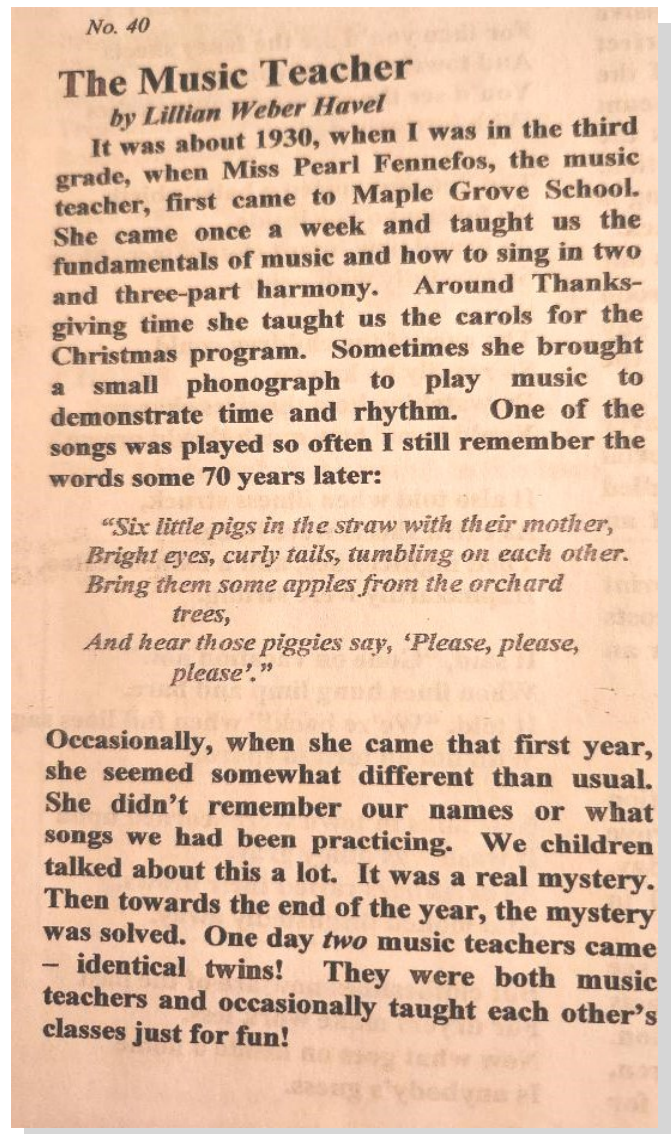 No. 40
The Music Teacher
by Lillian Weber Havel
It was about 1930, when I was in the third
grade, when Miss Pearl Fennefos, the music
teacher, first came to Maple Grove School.
She came once a week and taught us the
fundamentals of music and how to sing in two
and three-part harmony. Around Thanks-
giving time she taught us the carols for the
Christmas program. Sometimes she brought
a small phonograph to play music to
demonstrate time and rhythm. One of the
songs was played so often I still remember the
words some 70 years later:
“Six little pigs in the straw with their mother,
Bright eyes, curly tails, tumbling on each other.
Bring them some apples from the orchard
trees,
And hear those piggies say, ‘Please, please,
please’.”
Occasionally, when she came that first year,
she seemed somewhat different than usual.
She didn’t remember our names or what
songs we had been practicing. We children
talked about this a lot. It was a real mystery.
Then towards the end of the year, the mystery
was solved. One day two music teachers came
– identical twins! They were both music
teachers and occasionally taught each other’s
classes just for fun!